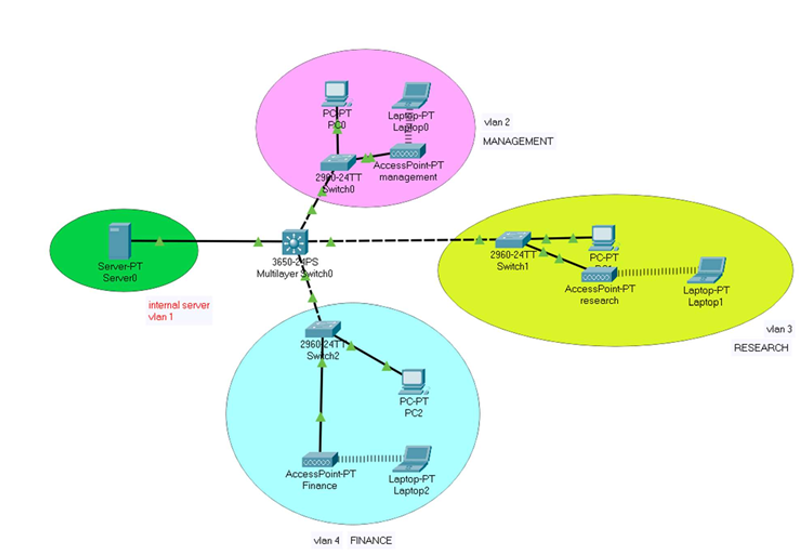 PC-PT
PC0
Laptop-PT
Laptop0
vlan 2
MANAGEMENT
2960-24TT
Switch0
AccessPoint-PT
management
Server-PT
Server0
internal server
vlan 1
3650-24PS
Multilayer Switch0
2960-24TT
Switch1
PC-PT
AccessPoint-PT
research
Laptop-PT
Laptop1
vlan 3
RESEARCH
2960-24TT
Switch2
PC-PT
PC2
AccessPoint-PT
Finance
Laptop-PT
Laptop2
vlan 4 FINANCE